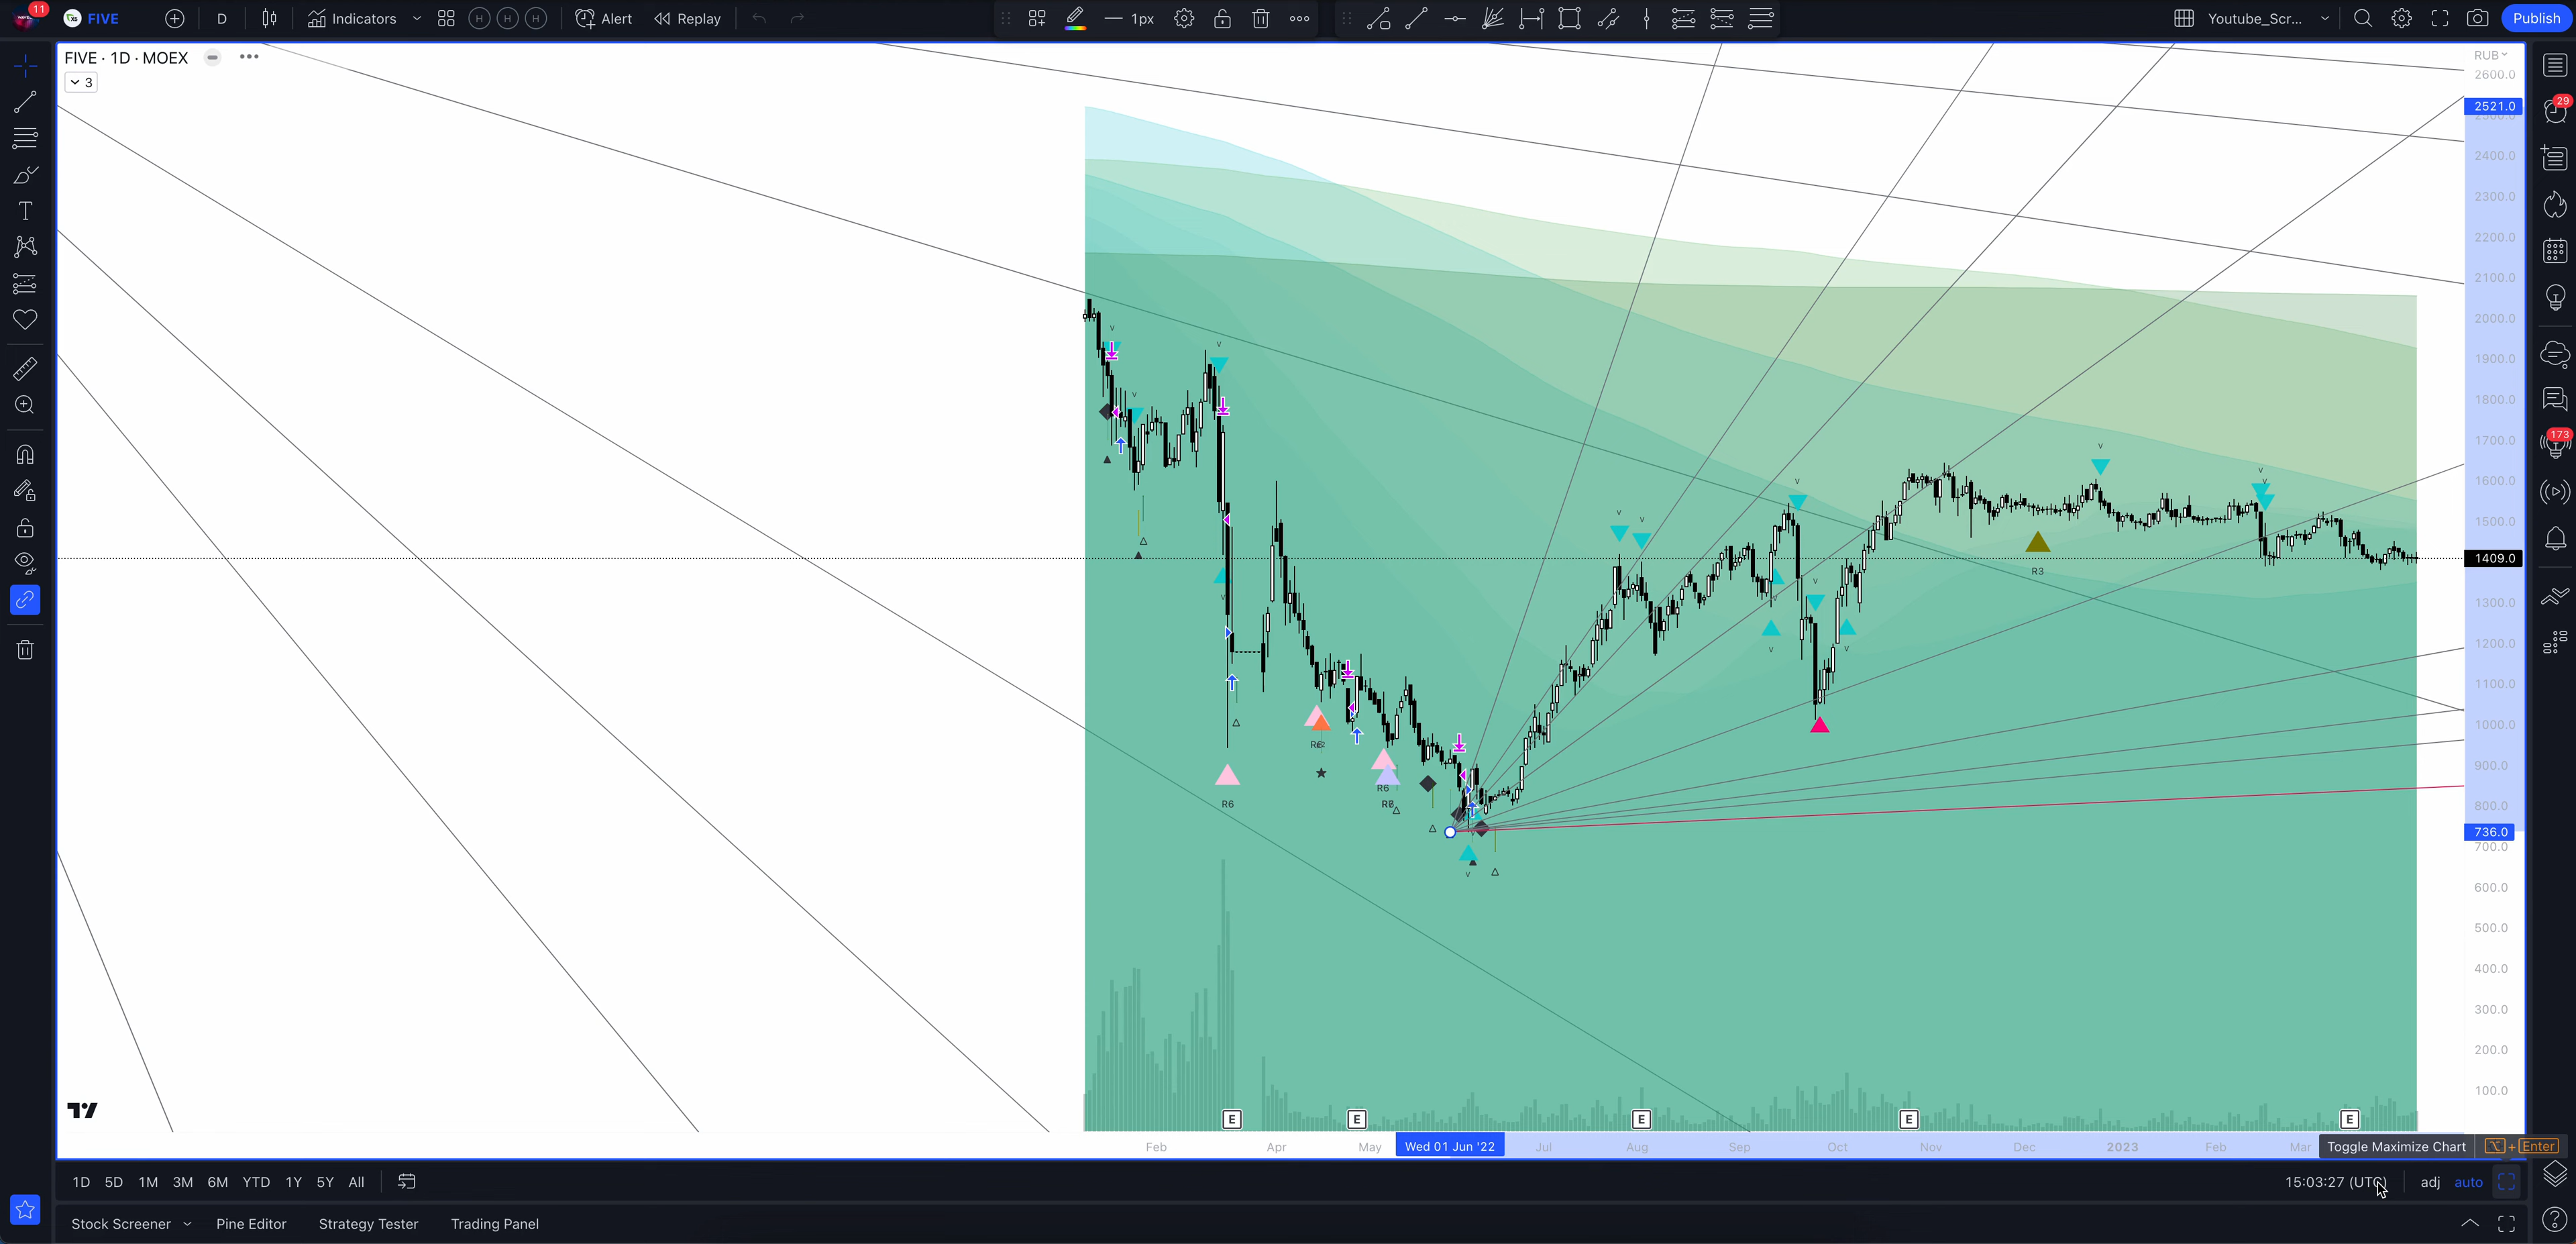 11
FIVE
D
Indicators
H
H
H
Alert
Replay
1px
Youtube_Scr...
Publish
FIVE · 1D · MOEX
3
RUB
2600.0
2521.0
2400.0
2300.0
2200.0
2100.0
2000.0
1900.0
1800.0
1700.0
1600.0
1500.0
1409.0
1300.0
1200.0
1100.0
1000.0
900.0
800.0
736.0
700.0
600.0
500.0
400.0
300.0
200.0
100.0
29
173
R3
R6
R6
E
E
E
E
E
Feb
Apr
May
Wed 01 Jun '22
Jul
Aug
Sep
Oct
Nov
Dec
2023
Feb
Mar
Toggle Maximize Chart
⌥ + Enter
1D 5D 1M 3M 6M YTD 1Y 5Y All
15:03:27 (UTC)
adj
auto
Stock Screener
Pine Editor
Strategy Tester
Trading Panel